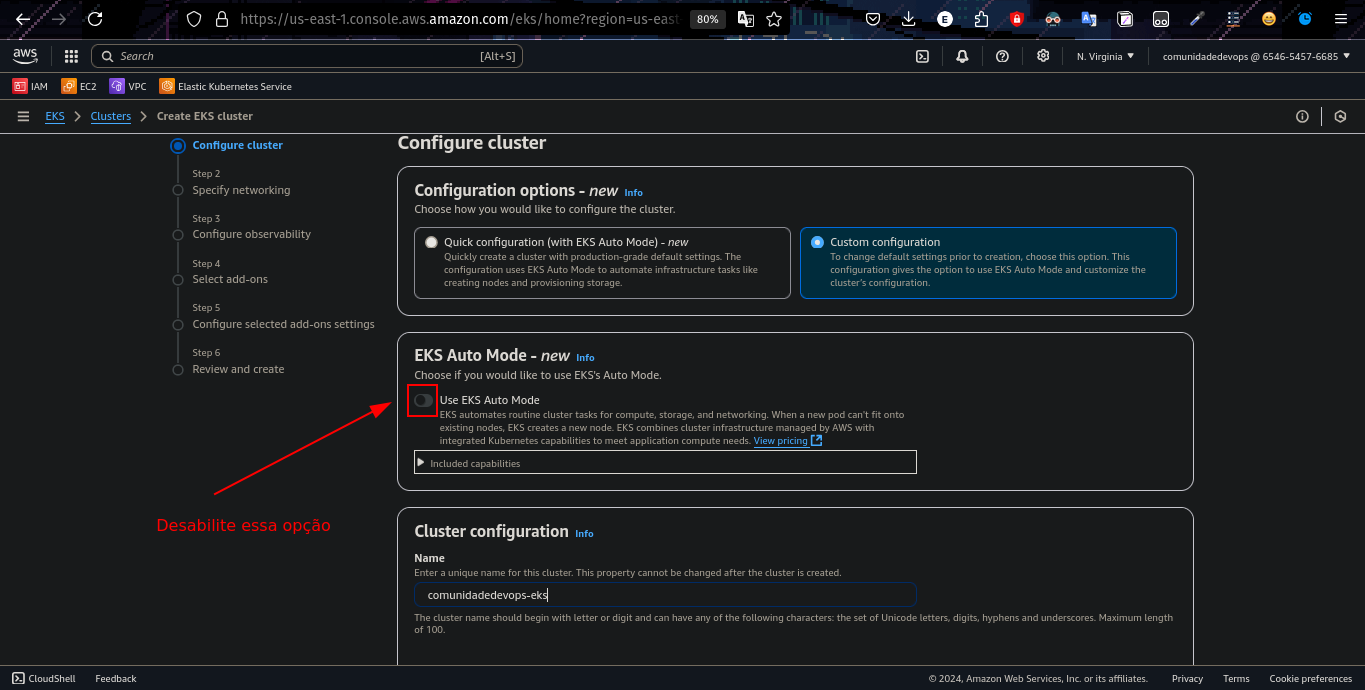 https://us-east-1.console.aws.amazon.com/eks/home?region=us-east-
80%
aws
Search
[Alt+S]
N. Virginia
comunidadedevops @ 6546-5457-6685
IAM
EC2
VPC
Elastic Kubernetes Service
EKS
Clusters
Create EKS cluster
Configure cluster
Step 2
Specify networking
Step 3
Configure observability
Step 4
Select add-ons
Step 5
Configure selected add-ons settings
Step 6
Review and create
Configure cluster
Configuration options - new Info
Choose how you would like to configure the cluster.
Quick configuration (with EKS Auto Mode) - new
Quickly create a cluster with production-grade default settings. The
configuration uses EKS Auto Mode to automate infrastructure tasks like
creating nodes and provisioning storage.
Custom configuration
To change default settings prior to creation, choose this option. This
configuration gives the option to use EKS Auto Mode and customize the
cluster's configuration.
EKS Auto Mode - new Info
Choose if you would like to use EKS's Auto Mode.
Use EKS Auto Mode
EKS automates routine cluster tasks for compute, storage, and networking. When a new pod can't fit onto
existing nodes, EKS creates a new node. EKS combines cluster infrastructure managed by AWS with
integrated Kubernetes capabilities to meet application compute needs. View pricing
Included capabilities
Desabilite essa opção
Cluster configuration Info
Name
Enter a unique name for this cluster. This property cannot be changed after the cluster is created.
comunidadedevops-eks
The cluster name should begin with letter or digit and can have any of the following characters: the set of Unicode letters, digits, hyphens and underscores. Maximum length
of 100.
CloudShell
Feedback
© 2024, Amazon Web Services, Inc. or its affiliates.
Privacy
Terms
Cookie preferences